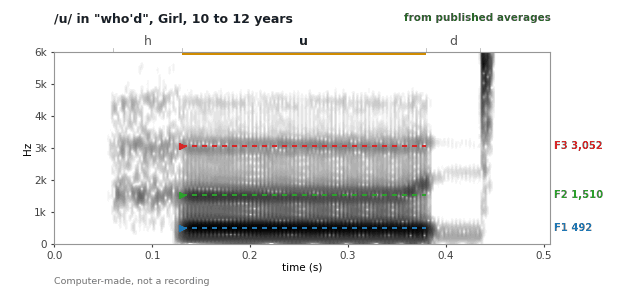 /u/ in "who'd", Girl, 10 to 12 years
from published averages
h u d
6k
5k
4k
3k
2k
1k
0
Hz
F3 3,052
F2 1,510
F1 492
0.0 0.1 0.2 0.3 0.4 0.5
time (s)
Computer-made, not a recording